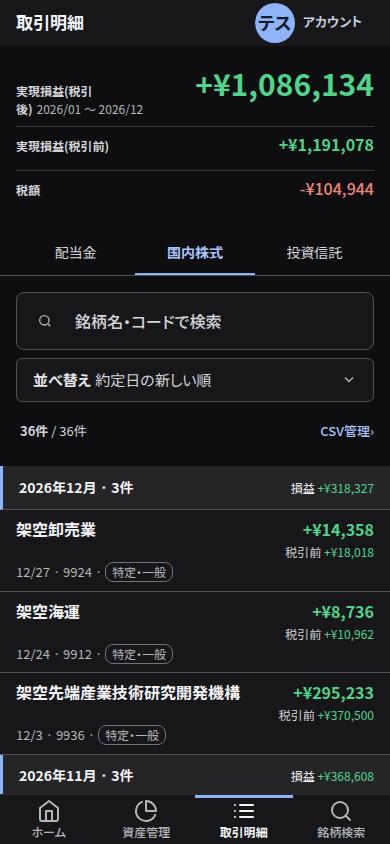 取引明細
テス アカウント
実現損益(税引
後) 2026/01 〜 2026/12
+¥1,086,134
実現損益(税引前) +¥1,191,078
税額 -¥104,944
配当金 国内株式 投資信託
銘柄名・コードで検索
並べ替え 約定日の新しい順
36件 / 36件 CSV管理›
2026年12月・3件 損益 +¥318,327
架空卸売業 +¥14,358
税引前 +¥18,018
12/27・9924・特定・一般
架空海運 +¥8,736
税引前 +¥10,962
12/24・9912・特定・一般
架空先端産業技術研究開発機構 +¥295,233
税引前 +¥370,500
12/3・9936・特定・一般
2026年11月・3件 損益 +¥368,608
ホーム 資産管理 取引明細 銘柄検索